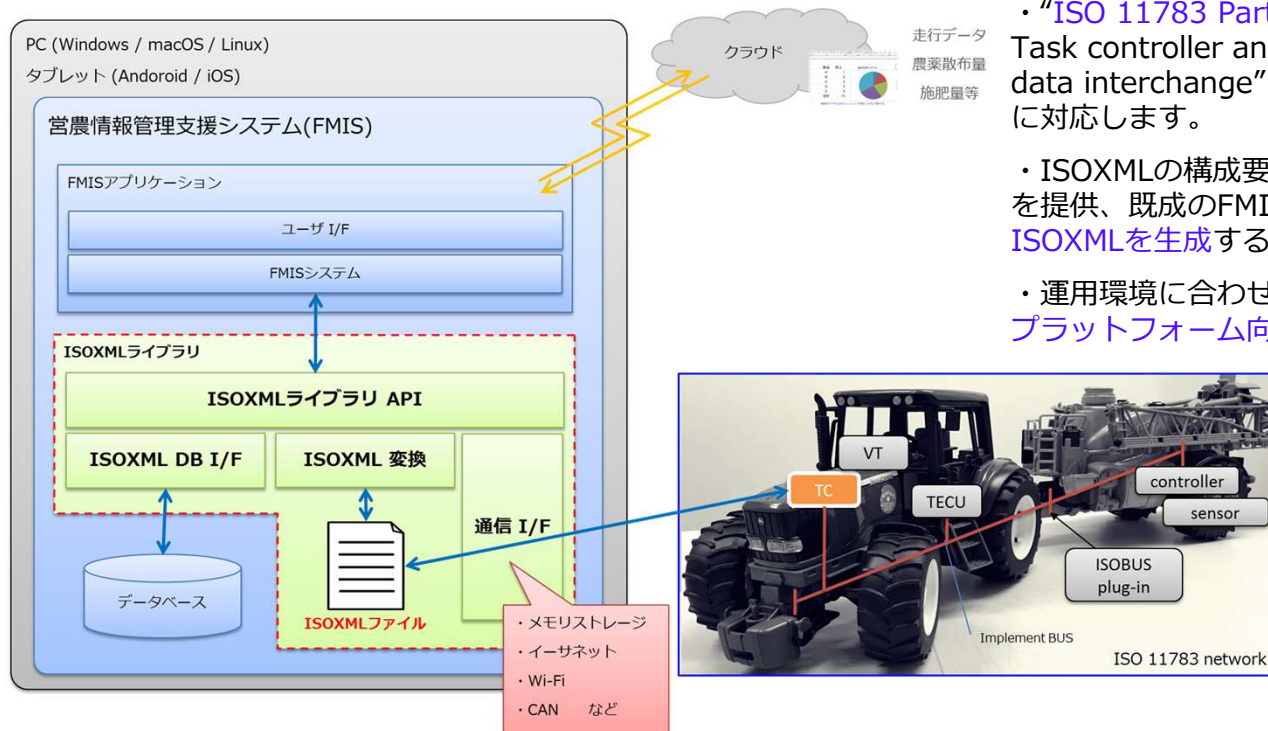 PC (Windows / macOS / Linux)
タブレット (Andoroid / iOS)
営農情報管理支援システム(FMIS)
FMISアプリケーション
ユーザ I/F
FMISシステム
ISOXMLライブラリ
ISOXMLライブラリ API
ISOXML DB I/F
ISOXML 変換
通信 I/F
データベース
ISOXMLファイル
・メモリストレージ
・イーサネット
・Wi-Fi
・CAN など
クラウド
走行データ
農薬散布量
施肥量等
・“ISO 11783 Part
Task controller an
data interchange”
に対応します。
・ISOXMLの構成要
を提供、既成のFMI
ISOXMLを生成する
・運用環境に合わせ
プラットフォーム向
VT
TC
TECU
controller
sensor
ISOBUS
plug-in
Implement BUS
ISO 11783 network